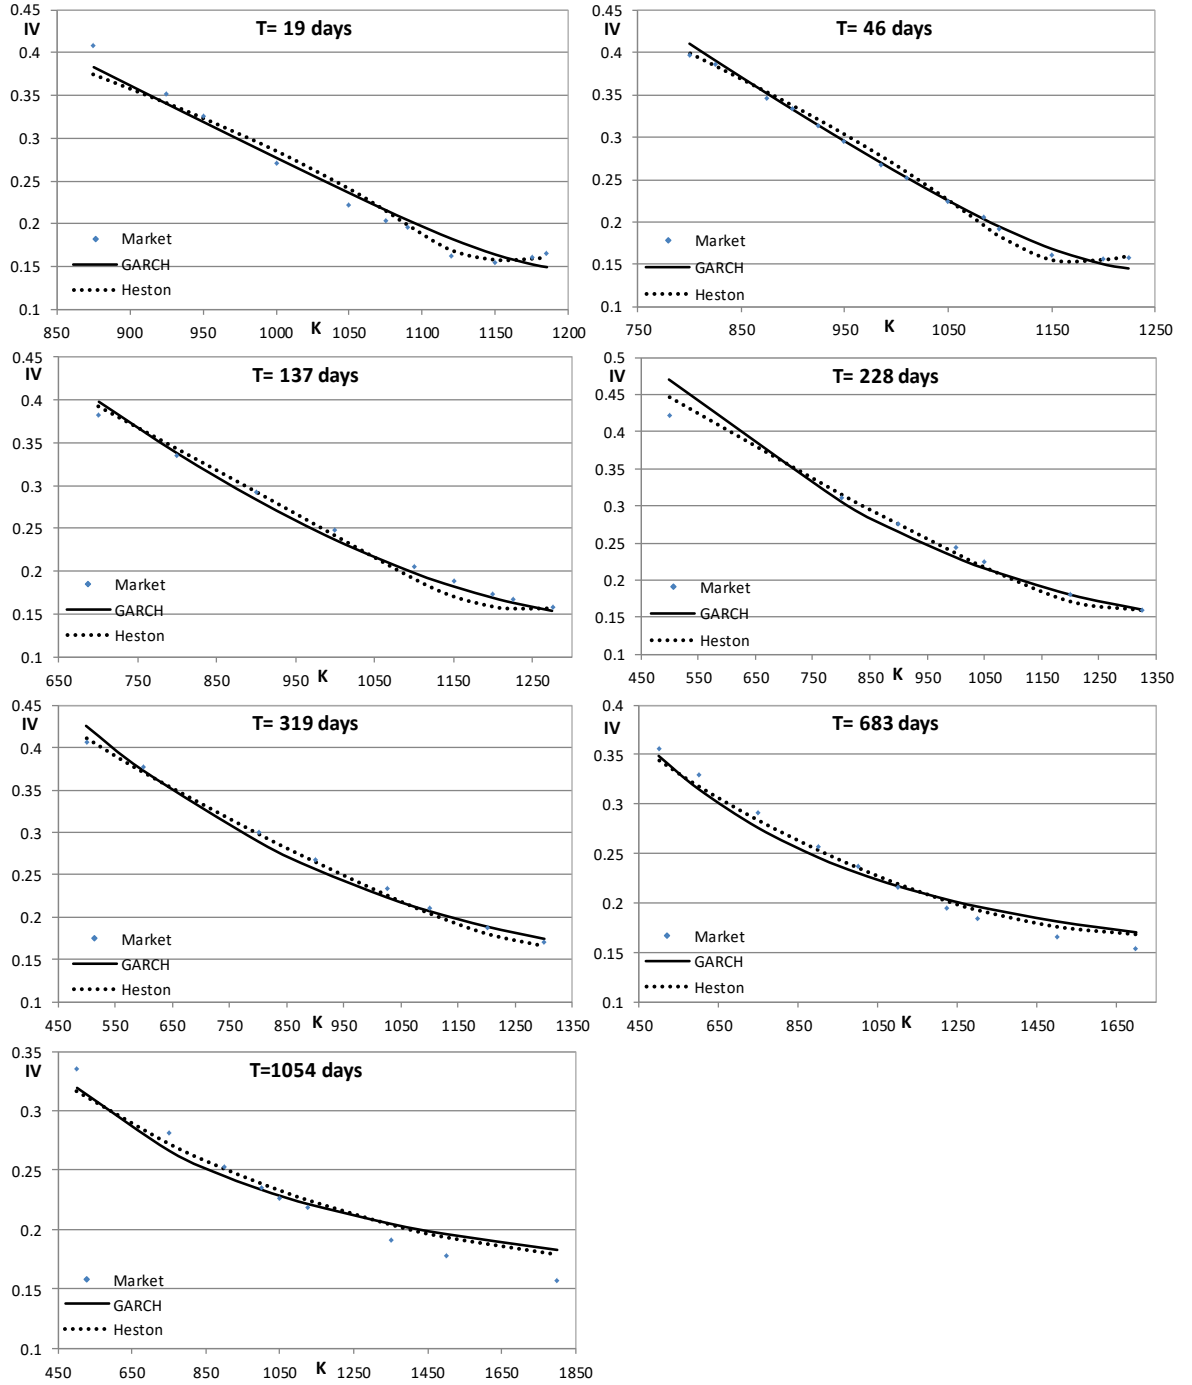 T= 19 days
IV
0.45
0.4
0.35
0.3
0.25
0.2
0.15
0.1
Market
GARCH
Heston
850 900 950 1000 1050 K 1100 1150 1200
T= 46 days
IV
0.45
0.4
0.35
0.3
0.25
0.2
0.15
0.1
Market
GARCH
Heston
750 850 950 K 1050 1150 1250
T= 137 days
IV
0.45
0.4
0.35
0.3
0.25
0.2
0.15
0.1
Market
GARCH
Heston
650 750 850 950 K 1050 1150 1250
T= 228 days
IV
0.5
0.45
0.4
0.35
0.3
0.25
0.2
0.15
0.1
Market
GARCH
Heston
450 550 650 750 850 K 950 1050 1150 1250 1350
T= 319 days
IV
0.45
0.4
0.35
0.3
0.25
0.2
0.15
0.1
Market
GARCH
Heston
450 550 650 750 850 K 950 1050 1150 1250 1350
T= 683 days
IV
0.4
0.35
0.3
0.25
0.2
0.15
0.1
Market
GARCH
Heston
450 650 850 1050 K 1250 1450 1650
T=1054 days
IV
0.35
0.3
0.25
0.2
0.15
0.1
Market
GARCH
Heston
450 650 850 1050 K 1250 1450 1650 1850